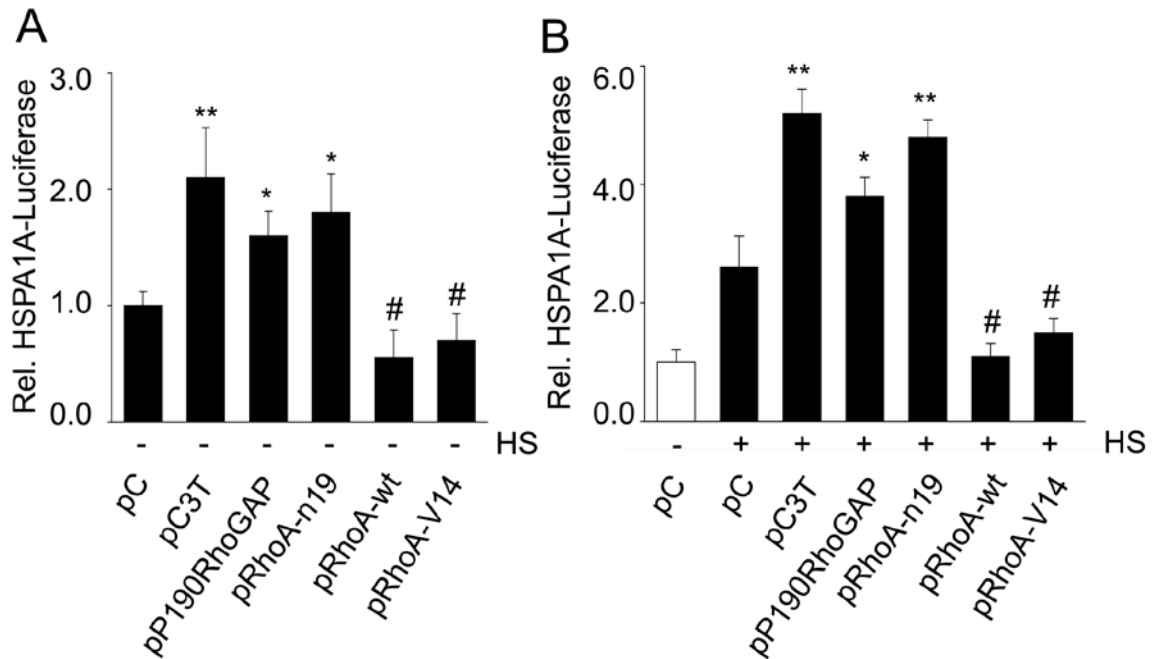 A
Rel. HSPA1A-Luciferase
3.0
2.0
1.0
0.0
**
*
*
#
#
- - - - - - HS
pC
pC3T
pP190RhoGAP
pRhoA-n19
pRhoA-wt
pRhoA-V14
B
Rel. HSPA1A-Luciferase
6.0
4.0
2.0
0.0
**
*
**
#
#
- + + + + + + HS
pC
pC
pC3T
pP190RhoGAP
pRhoA-n19
pRhoA-wt
pRhoA-V14